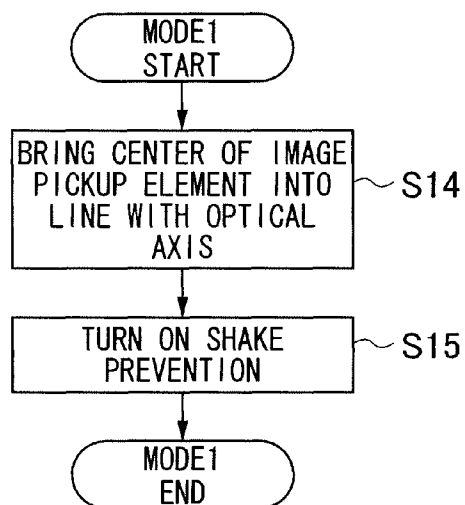 MODE1
START
BRING CENTER OF IMAGE
PICKUP ELEMENT INTO
LINE WITH OPTICAL
AXIS
S14
TURN ON SHAKE
PREVENTION
S15
MODE1
END